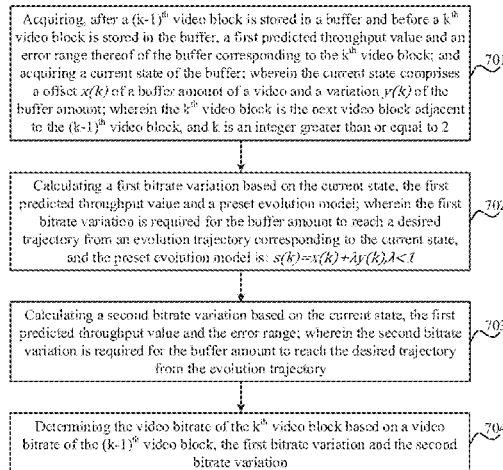 Acquiring, after a (k-1)th video block is stored in a buffer and before a kth
video block is stored in the buffer, a first predicted throughput value and an
error range thereof of the buffer corresponding to the kth video block; and
acquiring a current state of the buffer; wherein the current state comprises
a offset x(k) of a buffer amount of a video and a variation y(k) of the
buffer amount; wherein the kth video block is the next video block adjacent
to the (k-1)th video block, and k is an integer greater than or equal to 2
701
Calculating a first bitrate variation based on the current state, the first
predicted throughput value and a preset evolution model; wherein the first
bitrate variation is required for the buffer amount to reach a desired
trajectory from an evolution trajectory corresponding to the current state,
and the preset evolution model is: s(k)=x(k)+λy(k),λ<1
702
Calculating a second bitrate variation based on the current state, the first
predicted throughput value and the error range; wherein the second bitrate
variation is required for the buffer amount to reach the desired trajectory
from the evolution trajectory
703
Determining the video bitrate of the kth video block based on a video
bitrate of the (k-1)th video block, the first bitrate variation and the second
bitrate variation
704